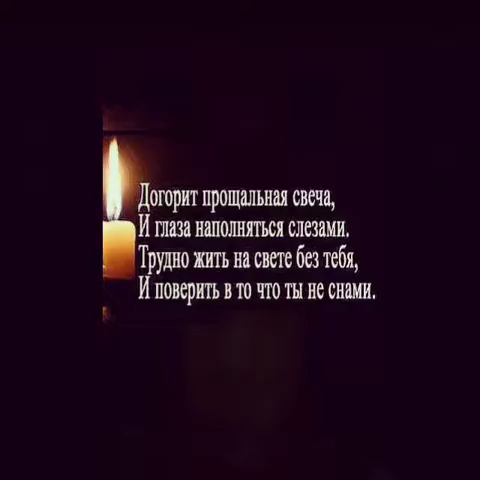 Догорит прощальная свеча,
И глаза наполняться слезами.
Трудно жить на свете без тебя,
И поверить в то что ты не снами.